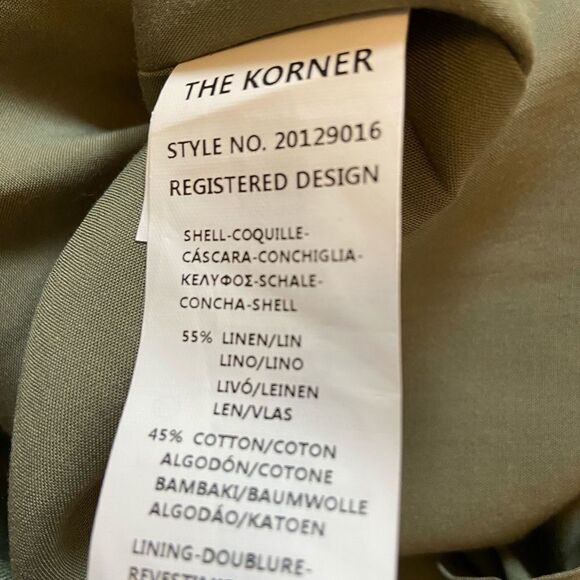 THE KORNER
STYLE NO. 20129016
REGISTERED DESIGN
SHELL-COQUILLE-
CÁSCARA-CONCHIGLIA-
ΚΕΛΥΦΟΣ-SCHALE-
CONCHA-SHELL
55% LINEN/LIN
LINO/LINO
LIVÓ/LEINEN
LEN/VLAS
45% COTTON/COTON
ALGODÓN/COTONE
BAMBAKI/BAUMWOLLE
ALGODÁO/KATOEN
LINING-DOUBLURE-